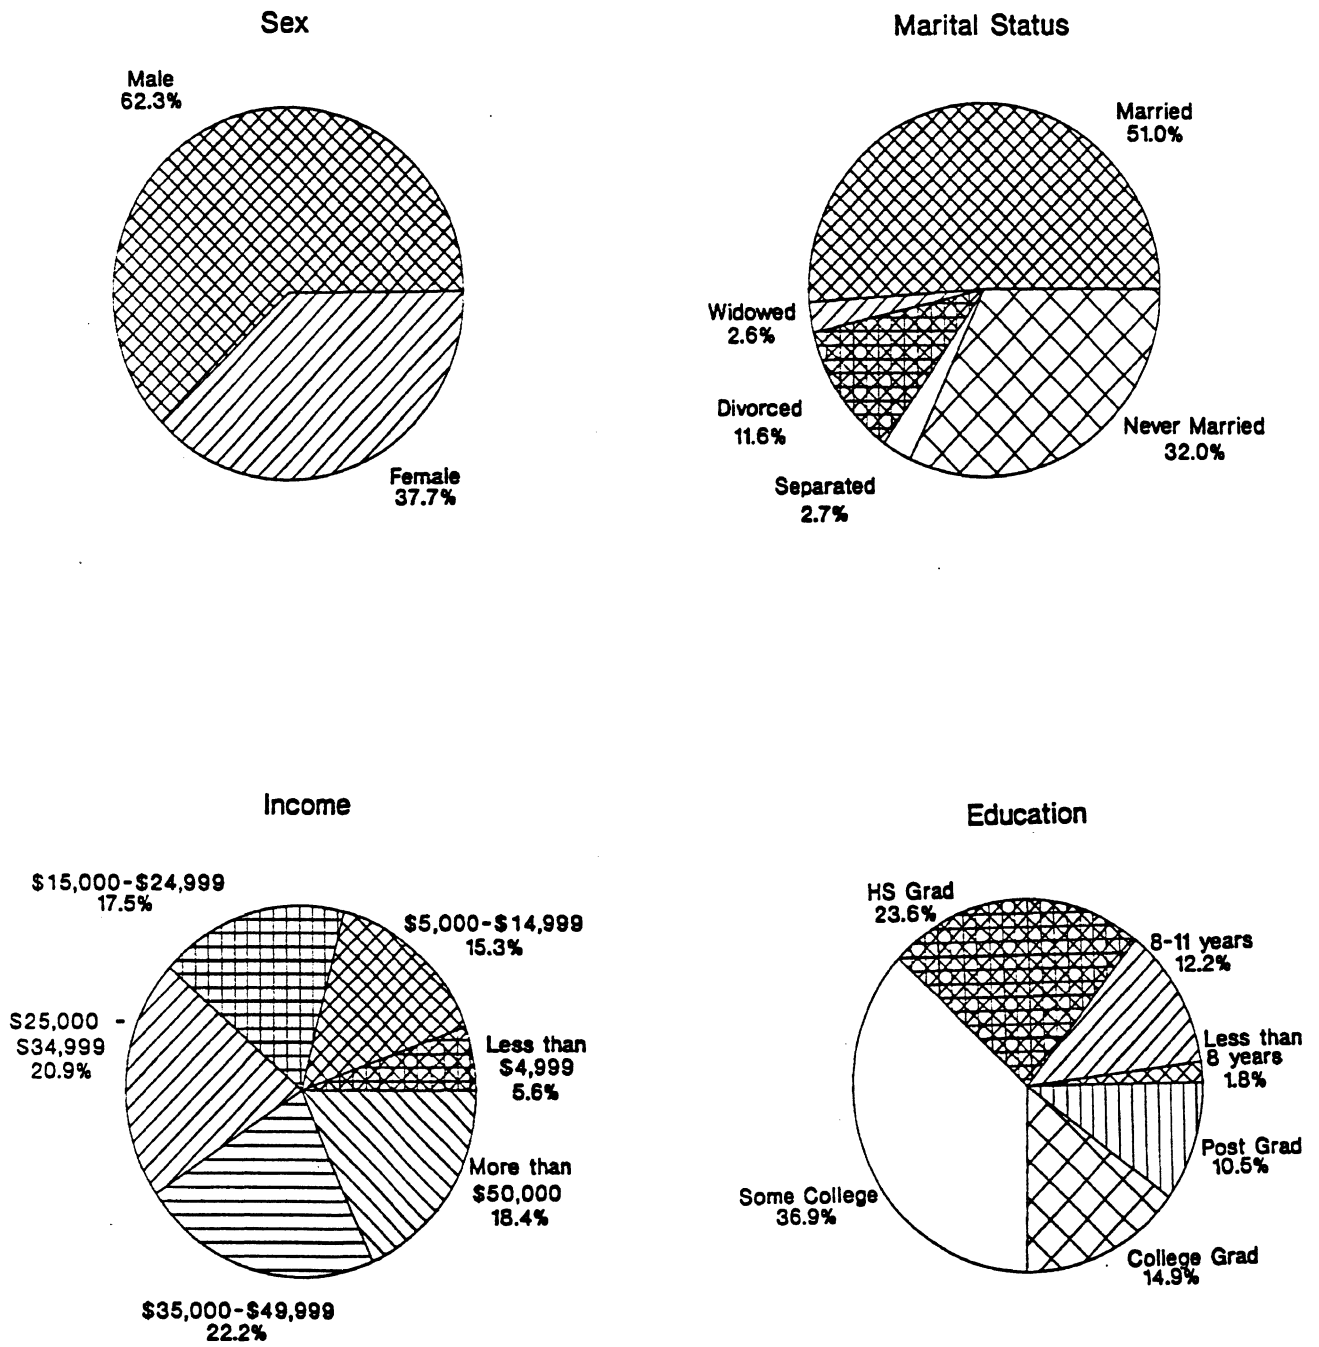 Sex
Male
62.3%
Female
37.7%
Marital Status
Married
51.0%
Widowed
2.6%
Divorced
11.6%
Separated
2.7%
Never Married
32.0%
Income
$15,000-$24,999
17.5%
$5,000-$14,999
15.3%
$25,000 -
$34,999
20.9%
Less than
$4,999
5.6%
More than
$50,000
18.4%
$35,000-$49,999
22.2%
Education
HS Grad
23.6%
8-11 years
12.2%
Less than
8 years
1.8%
Post Grad
10.5%
Some College
36.9%
College Grad
14.9%